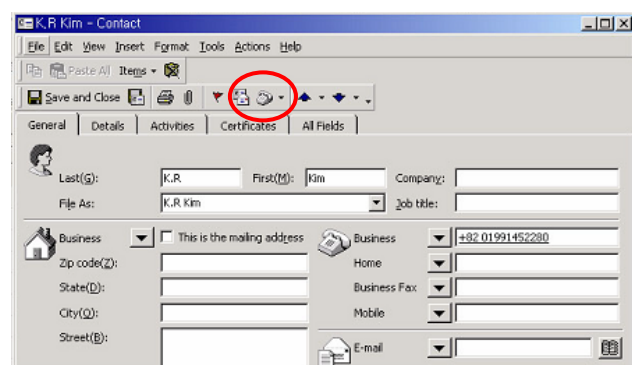 K,R Kim - Contact
File Edit View Insert Format Tools Actions Help
Paste All Items
Save and Close
General Details Activities Certificates All Fields
Last(G): K.R First(M): Kim Company:
File As: K.R Kim Job title:
Business This is the mailing address Business +82 01991452280
Zip code(Z): Home
State(D): Business Fax
City(O): Mobile
Street(B):
E-mail